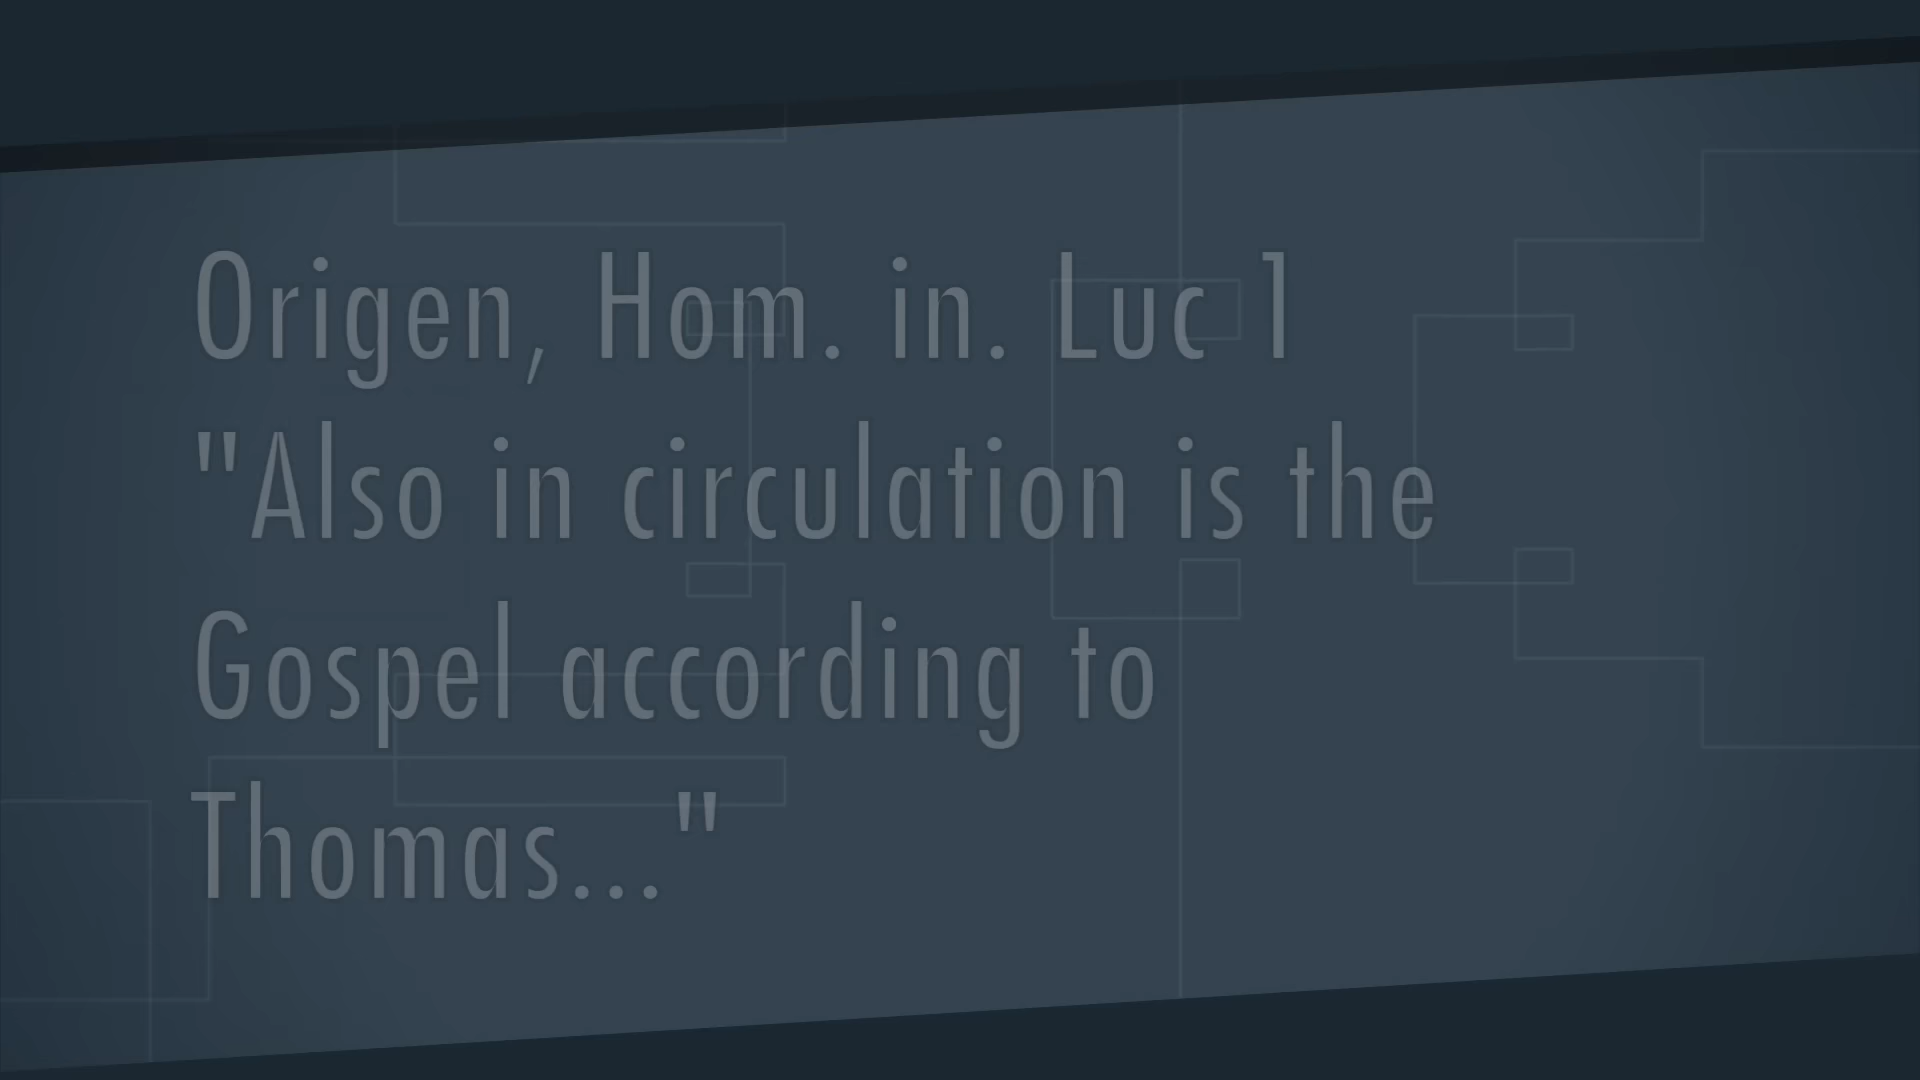 Origen, Hom. in. Luc 1
"Also in circulation is the
Gospel according to
Thomas..."